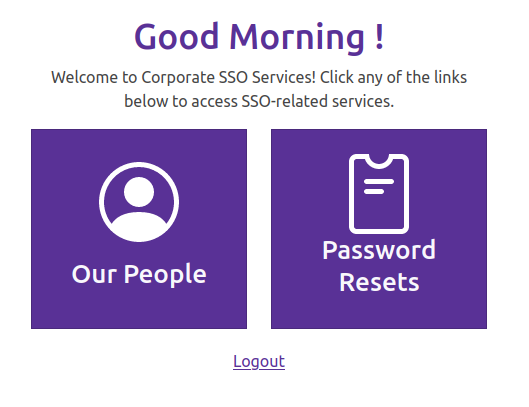 Good Morning !
Welcome to Corporate SSO Services! Click any of the links
below to access SSO-related services.
Our People
Password
Resets
Logout